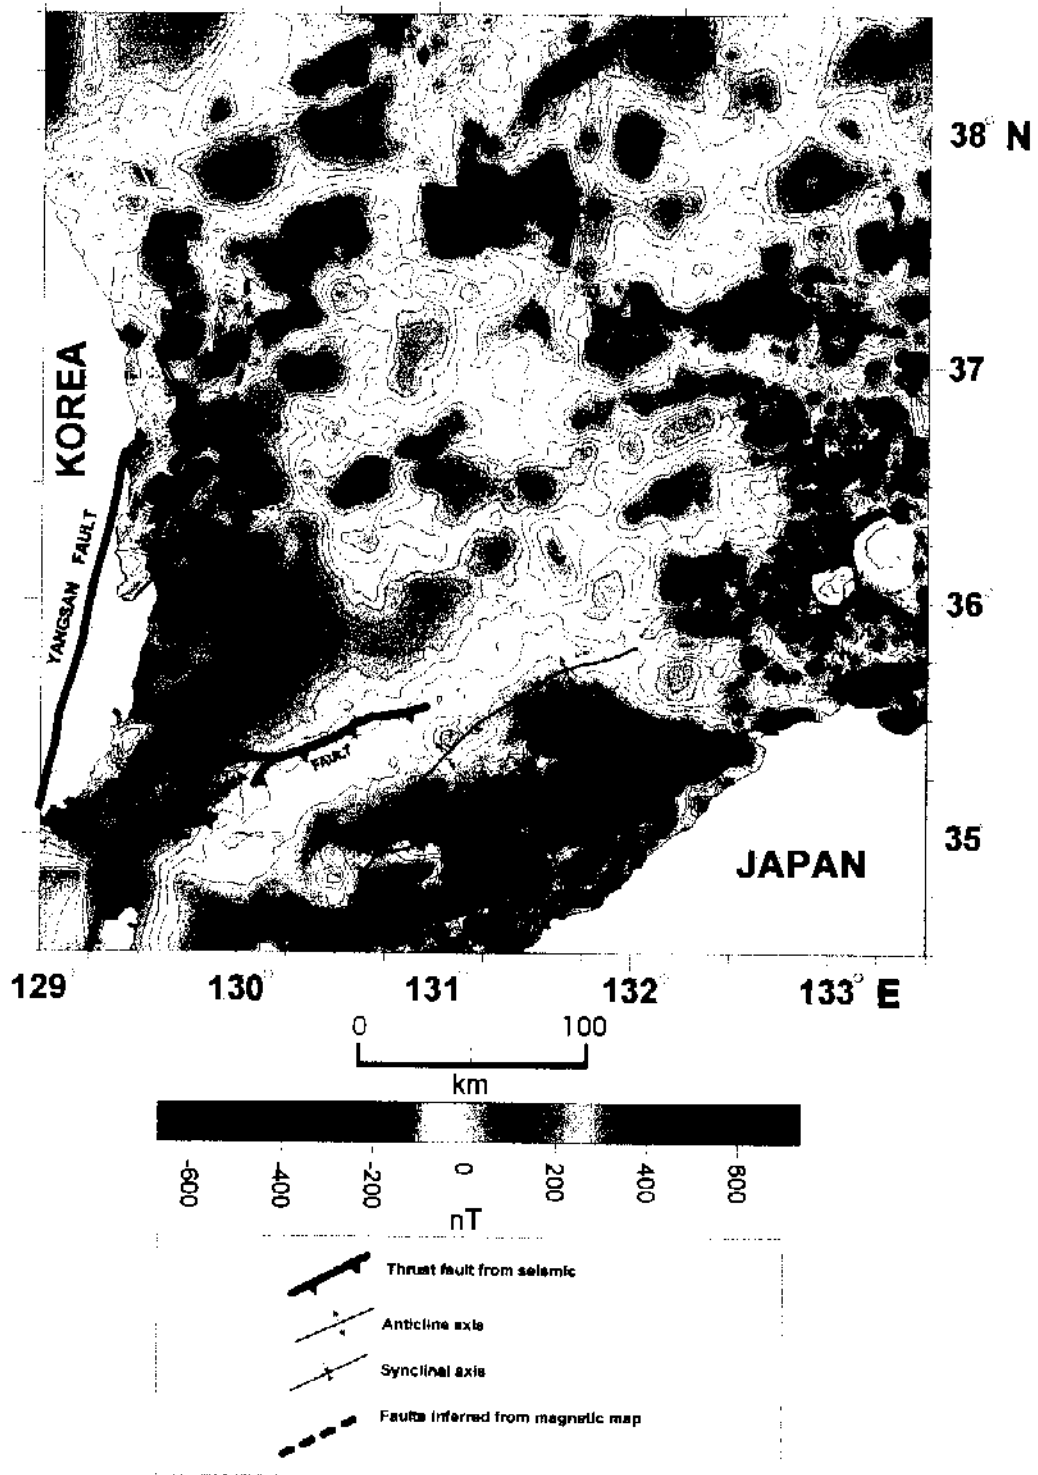 38° N
37
KOREA
YANGSAN FAULT
36
FAULT
35
JAPAN
129° 130° 131 132° 133° E
0 100
km
-600 -400 -200 0 200 400 600
nT
Thrust fault from seismic
Anticline axis
Synclinal axis
Faults inferred from magnetic map